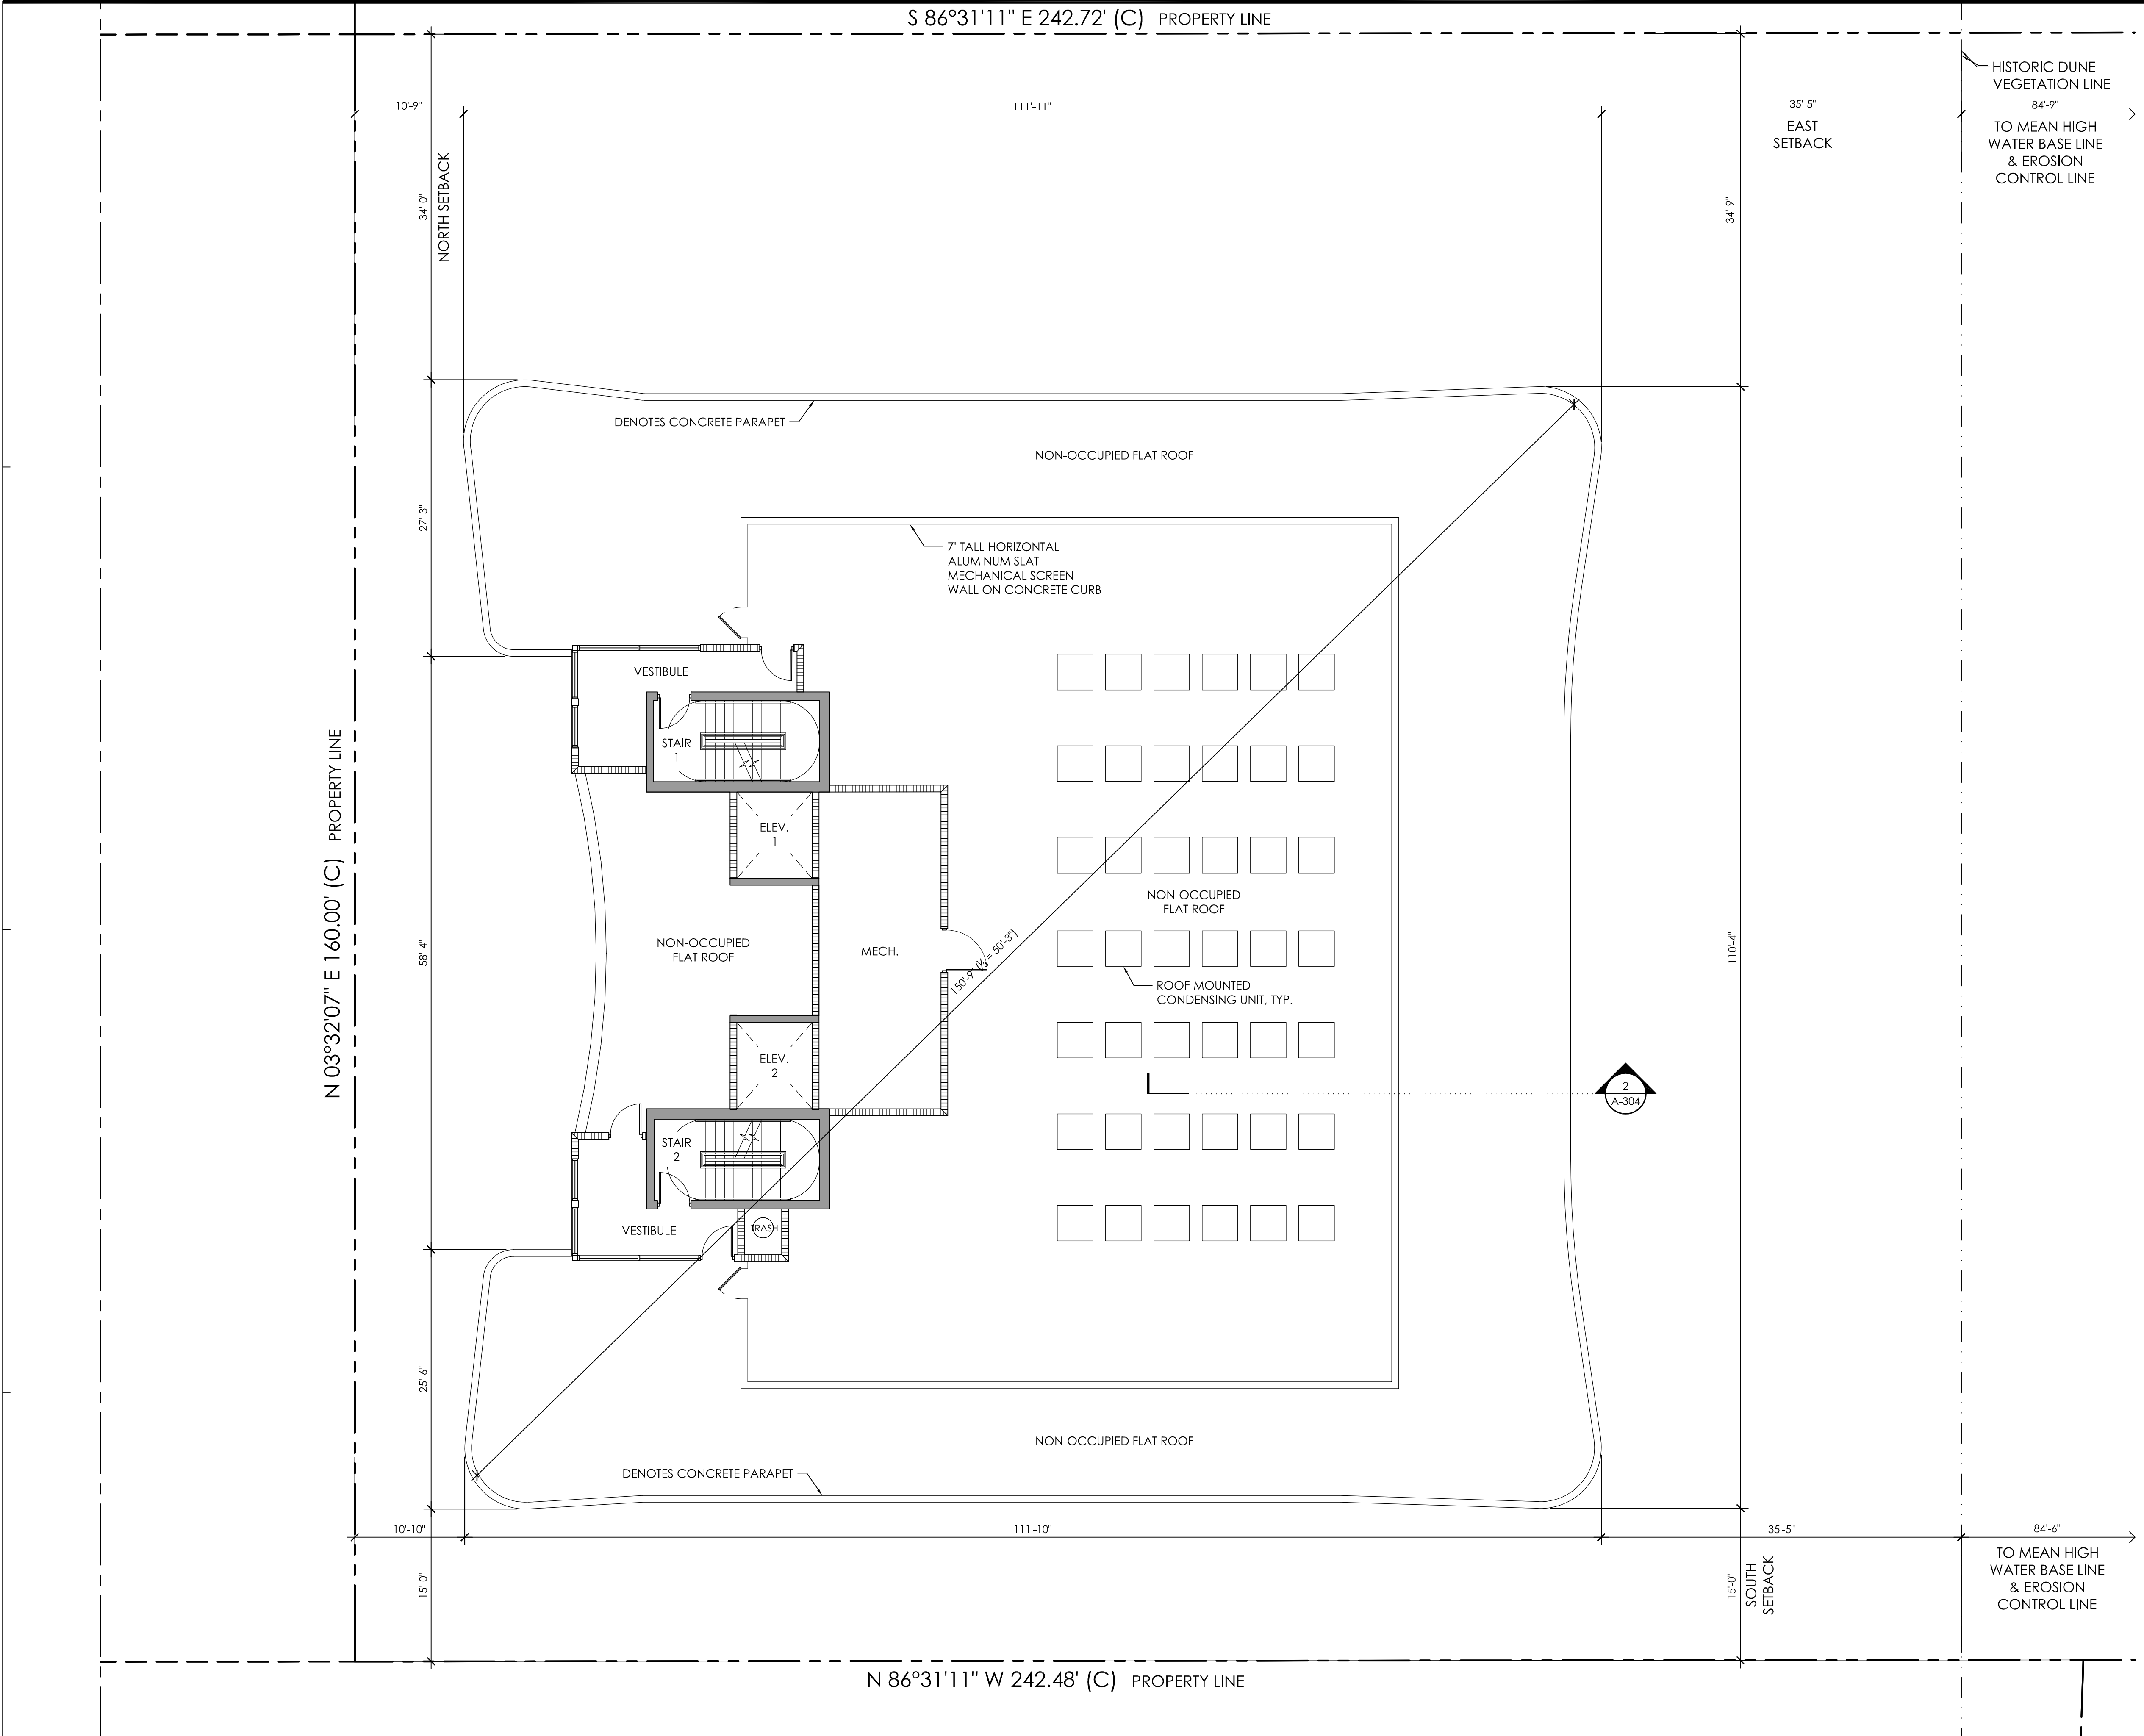 S 86°31'11" E 242.72' (C) PROPERTY LINE
HISTORIC DUNE
VEGETATION LINE
10'-9"
111'-11"
35'-5"
84'-9"
EAST
SETBACK
TO MEAN HIGH
WATER BASE LINE
& EROSION
CONTROL LINE
34'-0"
NORTH SETBACK
34'-9"
DENOTES CONCRETE PARAPET
NON-OCCUPIED FLAT ROOF
27'-3"
7' TALL HORIZONTAL
ALUMINUM SLAT
MECHANICAL SCREEN
WALL ON CONCRETE CURB
VESTIBULE
STAIR
1
N 03°32'07" E 160.00' (C) PROPERTY LINE
ELEV.
1
NON-OCCUPIED
FLAT ROOF
58'-4"
NON-OCCUPIED
FLAT ROOF
MECH.
150'-9" (⅓ = 50'-3")
110'-4"
ROOF MOUNTED
CONDENSING UNIT, TYP.
ELEV.
2
2
A-304
STAIR
2
VESTIBULE
TRASH
25'-6"
NON-OCCUPIED FLAT ROOF
DENOTES CONCRETE PARAPET
10'-10"
111'-10"
35'-5"
84'-6"
TO MEAN HIGH
WATER BASE LINE
& EROSION
CONTROL LINE
15'-0"
15'-0"
SOUTH
SETBACK
N 86°31'11" W 242.48' (C) PROPERTY LINE